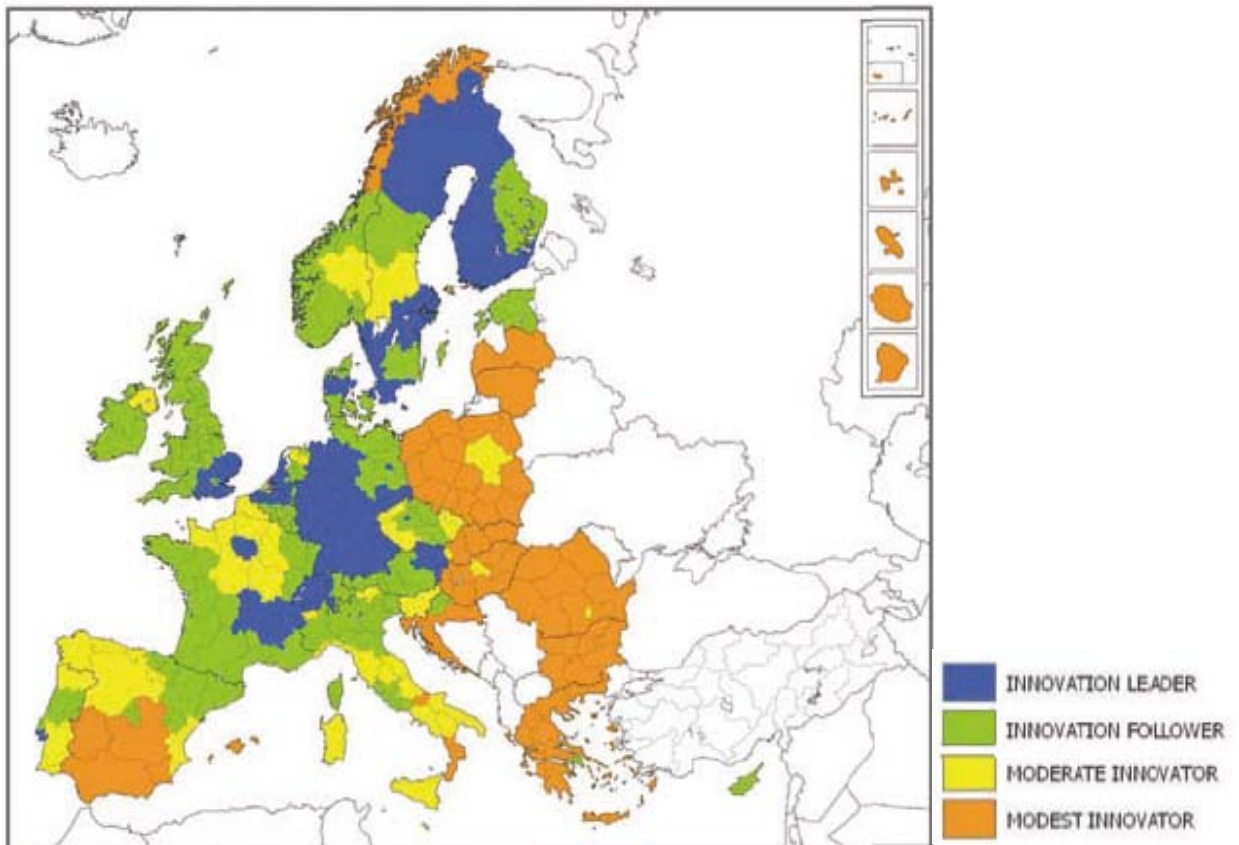 INNOVATION LEADER
INNOVATION FOLLOWER
MODERATE INNOVATOR
MODEST INNOVATOR